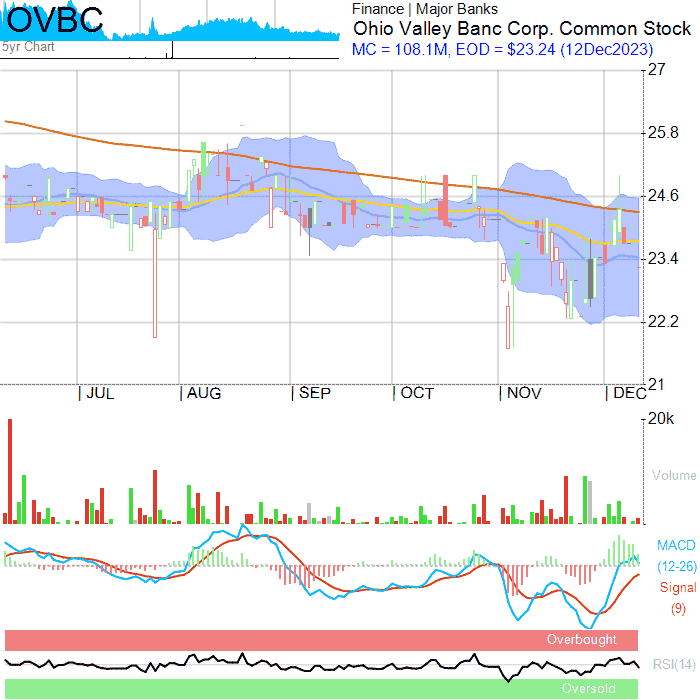 OVBC
5yr Chart
Finance | Major Banks
Ohio Valley Banc Corp. Common Stock
MC = 108.1M, EOD = $23.24 (12Dec2023)
27
25.8
24.6
23.4
22.2
21
JUL
AUG
SEP
OCT
NOV
DEC
20k
Volume
MACD
(12-26)
Signal
(9)
Overbought
RSI(14)
Oversold